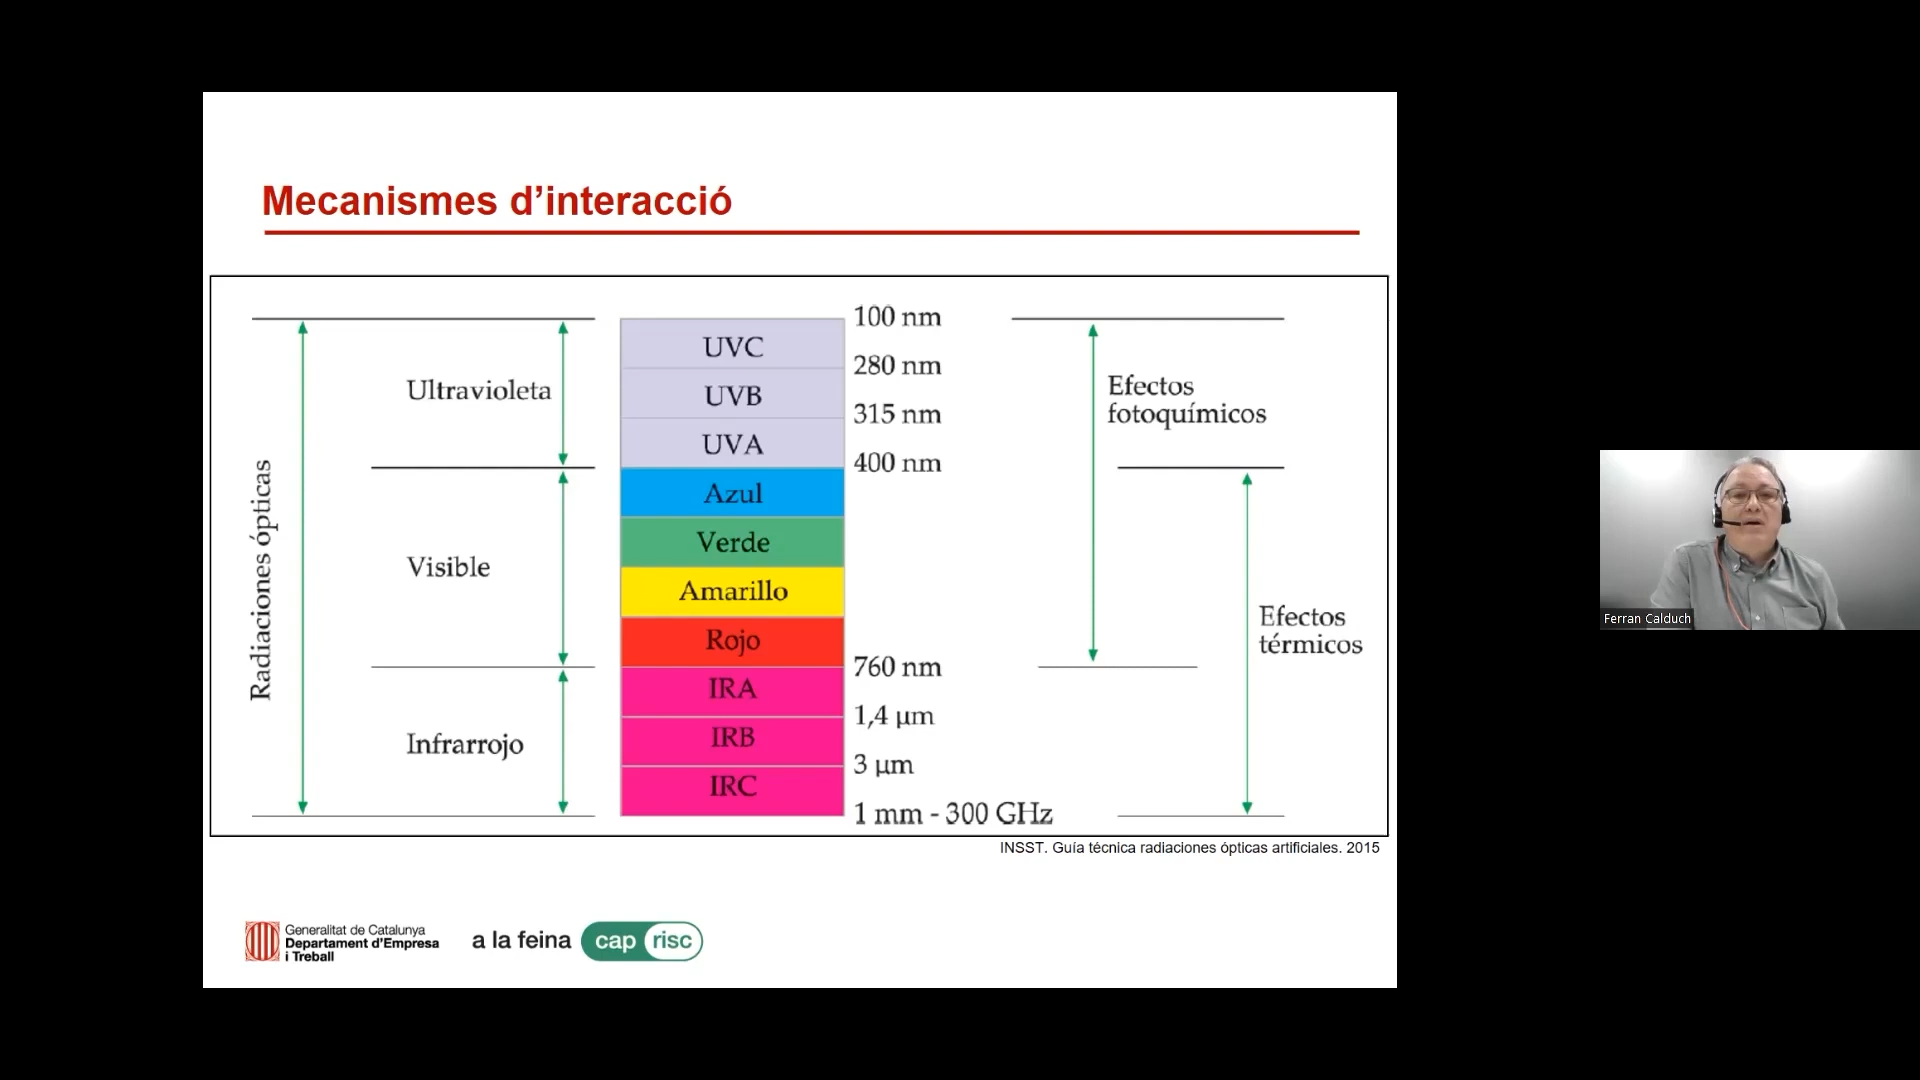 Mecanismes d'interacció
Radiaciones ópticas
Ultravioleta
Visible
Infrarrojo
UVC
UVB
UVA
Azul
Verde
Amarillo
Rojo
IRA
IRB
IRC
100 nm
280 nm
315 nm
400 nm
760 nm
1,4 μm
3 μm
1 mm - 300 GHz
Efectos
fotoquímicos
Efectos
térmicos
INSST. Guía técnica radiaciones ópticas artificiales. 2015
Generalitat de Catalunya
Departament d'Empresa
i Treball
a la feina cap risc
Ferran Calduch